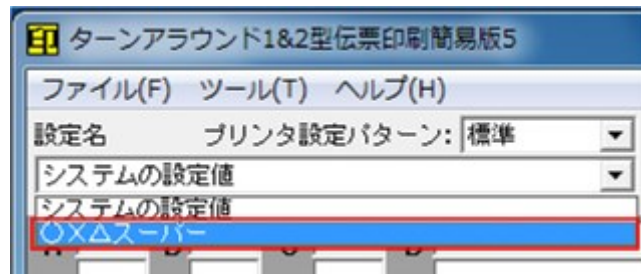 印 ターンアラウンド1&2型伝票印刷簡易版5
ファイル(F) ツール(T) ヘルプ(H)
設定名 プリンタ設定パターン: 標準
システムの設定値
システムの設定値
○×△スーパー